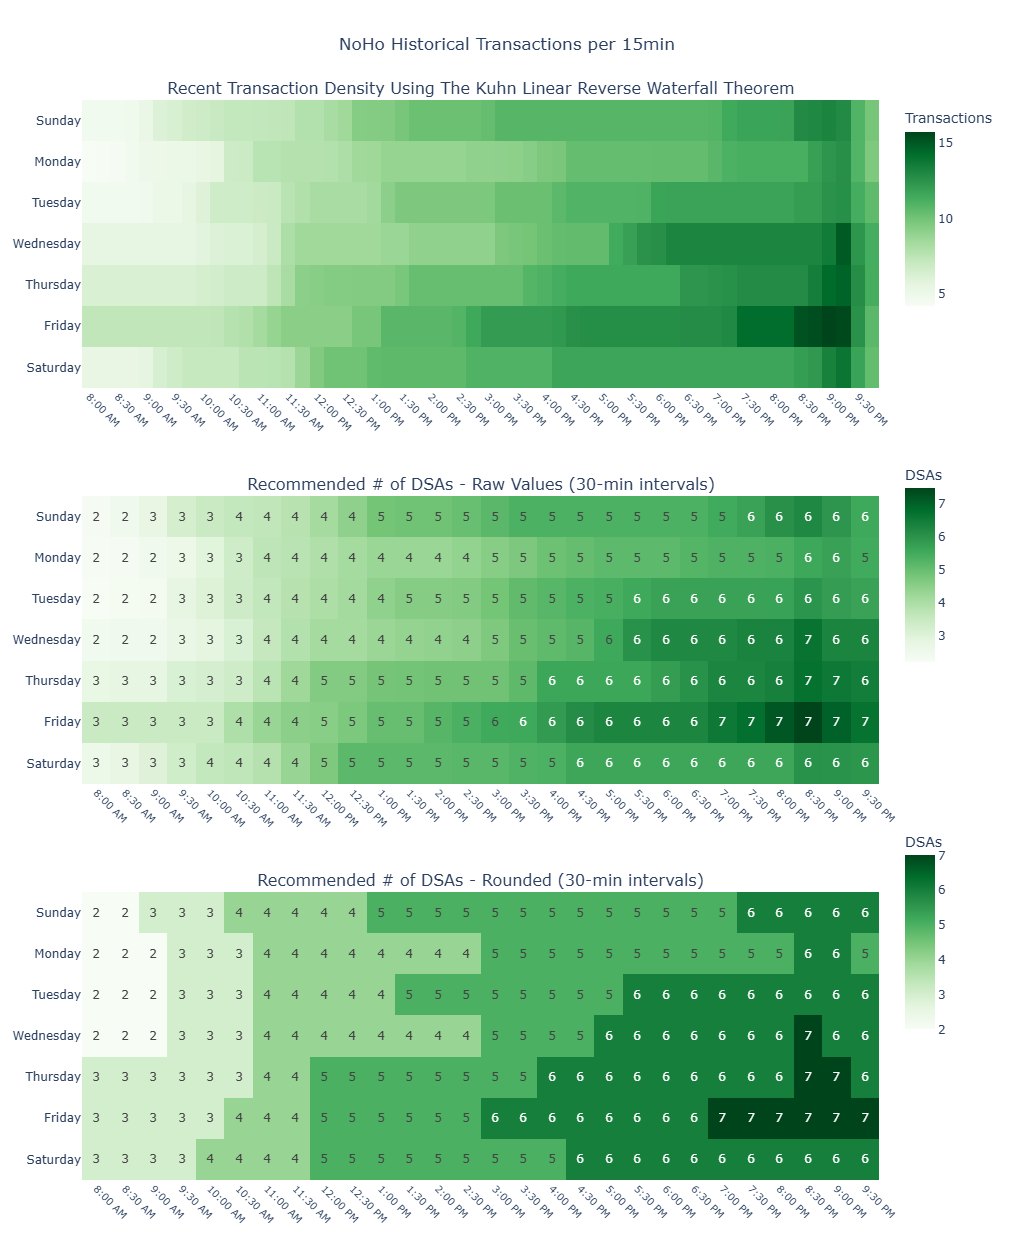 NoHo Historical Transactions per 15min
Recent Transaction Density Using The Kuhn Linear Reverse Waterfall Theorem
Transactions
15
10
5
Sunday
Monday
Tuesday
Wednesday
Thursday
Friday
Saturday
8:00 AM 8:30 AM 9:00 AM 9:30 AM 10:00 AM 10:30 AM 11:00 AM 11:30 AM 12:00 PM 12:30 PM 1:00 PM 1:30 PM 2:00 PM 2:30 PM 3:00 PM 3:30 PM 4:00 PM 4:30 PM 5:00 PM 5:30 PM 6:00 PM 6:30 PM 7:00 PM 7:30 PM 8:00 PM 8:30 PM 9:00 PM 9:30 PM
Recommended # of DSAs - Raw Values (30-min intervals)
DSAs
7
6
5
4
3
Sunday 2 2 3 3 3 4 4 4 4 4 5 5 5 5 5 5 5 5 5 5 5 5 5 6 6 6 6 6
Monday 2 2 2 3 3 3 4 4 4 4 4 4 4 4 5 5 5 5 5 5 5 5 5 5 5 6 6 5
Tuesday 2 2 2 3 3 3 4 4 4 4 4 5 5 5 5 5 5 5 5 6 6 6 6 6 6 6 6 6
Wednesday 2 2 2 3 3 3 4 4 4 4 4 4 4 4 5 5 5 5 6 6 6 6 6 6 6 7 6 6
Thursday 3 3 3 3 3 3 4 4 5 5 5 5 5 5 5 5 6 6 6 6 6 6 6 6 6 7 7 6
Friday 3 3 3 3 3 4 4 4 5 5 5 5 5 5 6 6 6 6 6 6 6 6 7 7 7 7 7 7
Saturday 3 3 3 3 4 4 4 4 5 5 5 5 5 5 5 5 5 6 6 6 6 6 6 6 6 6 6 6
8:00 AM 8:30 AM 9:00 AM 9:30 AM 10:00 AM 10:30 AM 11:00 AM 11:30 AM 12:00 PM 12:30 PM 1:00 PM 1:30 PM 2:00 PM 2:30 PM 3:00 PM 3:30 PM 4:00 PM 4:30 PM 5:00 PM 5:30 PM 6:00 PM 6:30 PM 7:00 PM 7:30 PM 8:00 PM 8:30 PM 9:00 PM 9:30 PM
Recommended # of DSAs - Rounded (30-min intervals)
DSAs
7
6
5
4
3
2
Sunday 2 2 3 3 3 4 4 4 4 4 5 5 5 5 5 5 5 5 5 5 5 5 5 6 6 6 6 6
Monday 2 2 2 3 3 3 4 4 4 4 4 4 4 4 5 5 5 5 5 5 5 5 5 5 5 6 6 5
Tuesday 2 2 2 3 3 3 4 4 4 4 4 5 5 5 5 5 5 5 5 6 6 6 6 6 6 6 6 6
Wednesday 2 2 2 3 3 3 4 4 4 4 4 4 4 4 5 5 5 5 6 6 6 6 6 6 6 7 6 6
Thursday 3 3 3 3 3 3 4 4 5 5 5 5 5 5 5 5 6 6 6 6 6 6 6 6 6 7 7 6
Friday 3 3 3 3 3 4 4 4 5 5 5 5 5 5 6 6 6 6 6 6 6 6 7 7 7 7 7 7
Saturday 3 3 3 3 4 4 4 4 5 5 5 5 5 5 5 5 5 6 6 6 6 6 6 6 6 6 6 6
8:00 AM 8:30 AM 9:00 AM 9:30 AM 10:00 AM 10:30 AM 11:00 AM 11:30 AM 12:00 PM 12:30 PM 1:00 PM 1:30 PM 2:00 PM 2:30 PM 3:00 PM 3:30 PM 4:00 PM 4:30 PM 5:00 PM 5:30 PM 6:00 PM 6:30 PM 7:00 PM 7:30 PM 8:00 PM 8:30 PM 9:00 PM 9:30 PM